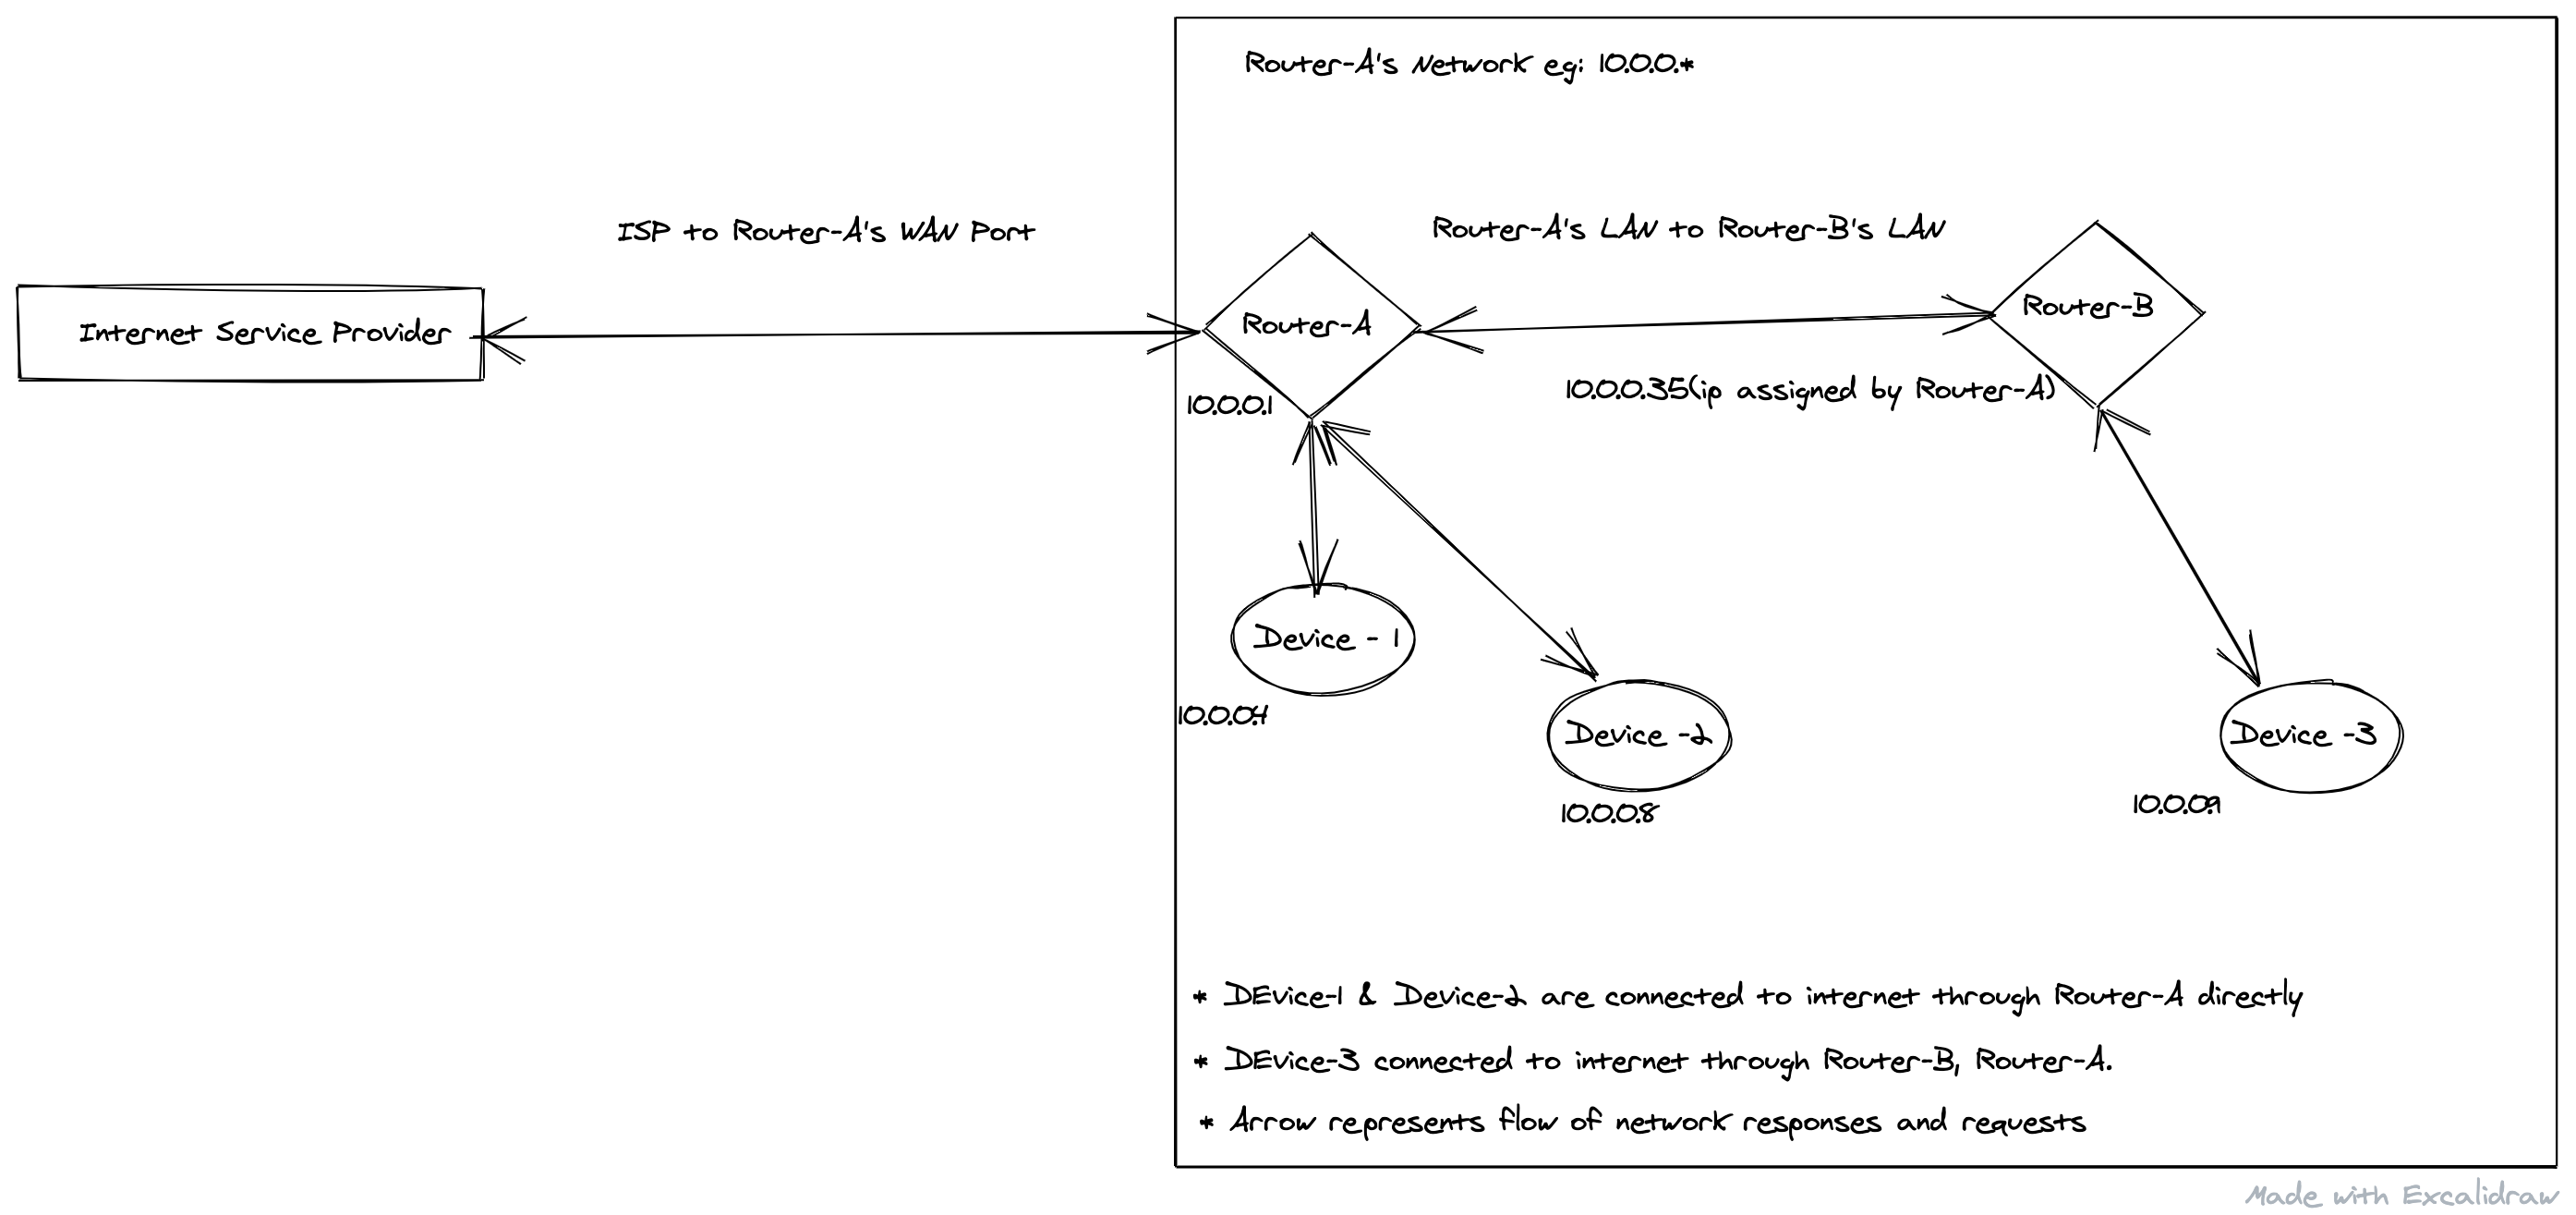 Router-A's Network eg: 10.0.0.*
ISP to Router-A's WAN Port
Router-A's LAN to Router-B's LAN
Internet Service Provider
Router-A
Router-B
10.0.0.1
10.0.0.35(ip assigned by Router-A)
Device - 1
10.0.0.4
Device -2
10.0.0.8
Device -3
10.0.0.9
* DEvice-1 & Device-2 are connected to internet through Router-A directly
* DEvice-3 connected to internet through Router-B, Router-A.
* Arrow represents flow of network responses and requests
Made with Excalidraw